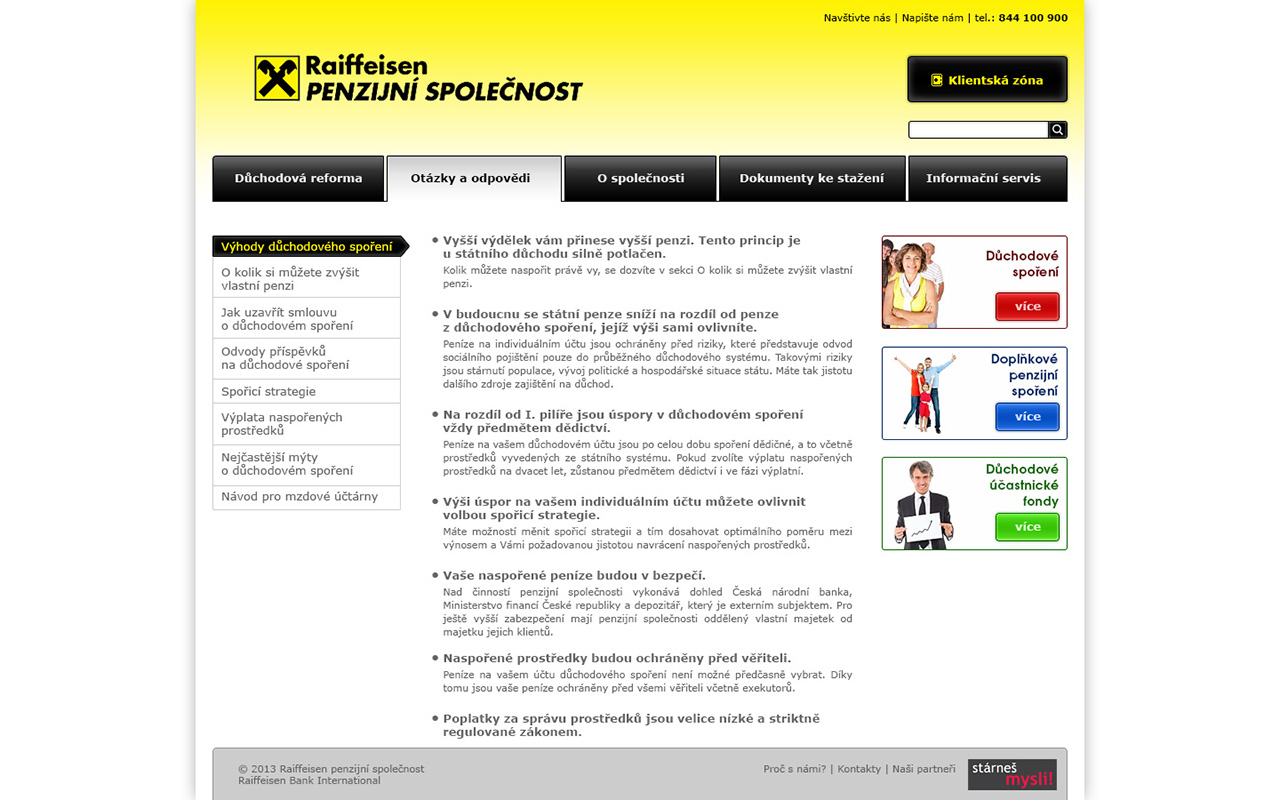 Navštivte nás | Napište nám | tel.: 844 100 900
Raiffeisen
PENZIJNÍ SPOLEČNOST
Klientská zóna
Důchodová reforma
Otázky a odpovědi
O společnosti
Dokumenty ke stažení
Informační servis
Výhody důchodového spoření
O kolik si můžete zvýšit
vlastní penzi
Jak uzavřít smlouvu
o důchodovém spoření
Odvody příspěvků
na důchodové spoření
Spořicí strategie
Výplata naspořených
prostředků
Nejčastější mýty
o důchodovém spoření
Návod pro mzdové účtárny
• Vyšší výdělek vám přinese vyšší penzi. Tento princip je
u státního důchodu silně potlačen.
Kolik můžete naspořit právě vy, se dozvíte v sekci O kolik si můžete zvýšit vlastní
penzi.
• V budoucnu se státní penze sníží na rozdíl od penze
z důchodového spoření, jejíž výši sami ovlivníte.
Peníze na individuálním účtu jsou ochráněny před riziky, které představuje odvod
sociálního pojištění pouze do průběžného důchodového systému. Takovými riziky
jsou stárnutí populace, vývoj politické a hospodářské situace státu. Máte tak jistotu
dalšího zdroje zajištění na důchod.
• Na rozdíl od I. pilíře jsou úspory v důchodovém spoření
vždy předmětem dědictví.
Peníze na vašem důchodovém účtu jsou po celou dobu spoření dědičné, a to včetně
prostředků vyvedených ze státního systému. Pokud zvolíte výplatu naspořených
prostředků na dvacet let, zůstanou předmětem dědictví i ve fázi výplatní.
• Výši úspor na vašem individuálním účtu můžete ovlivnit
volbou spořicí strategie.
Máte možností měnit spořicí strategii a tím dosahovat optimálního poměru mezi
výnosem a Vámi požadovanou jistotou navrácení naspořených prostředků.
• Vaše naspořené peníze budou v bezpečí.
Nad činností penzijní společnosti vykonává dohled Česká národní banka,
Ministerstvo financí České republiky a depozitář, který je externím subjektem. Pro
ještě vyšší zabezpečení mají penzijní společnosti oddělený vlastní majetek od
majetku jejich klientů.
• Naspořené prostředky budou ochráněny před věřiteli.
Peníze na vašem účtu důchodového spoření není možné předčasně vybrat. Díky
tomu jsou vaše peníze ochráněny před všemi věřiteli včetně exekutorů.
• Poplatky za správu prostředků jsou velice nízké a striktně
regulované zákonem.
Důchodové
spoření
více
Doplňkové
penzijní
spoření
více
Důchodové
účastnické
fondy
více
© 2013 Raiffeisen penzijní společnost
Raiffeisen Bank International
Proč s námi? | Kontakty | Naši partneři
stárneš
mysli!